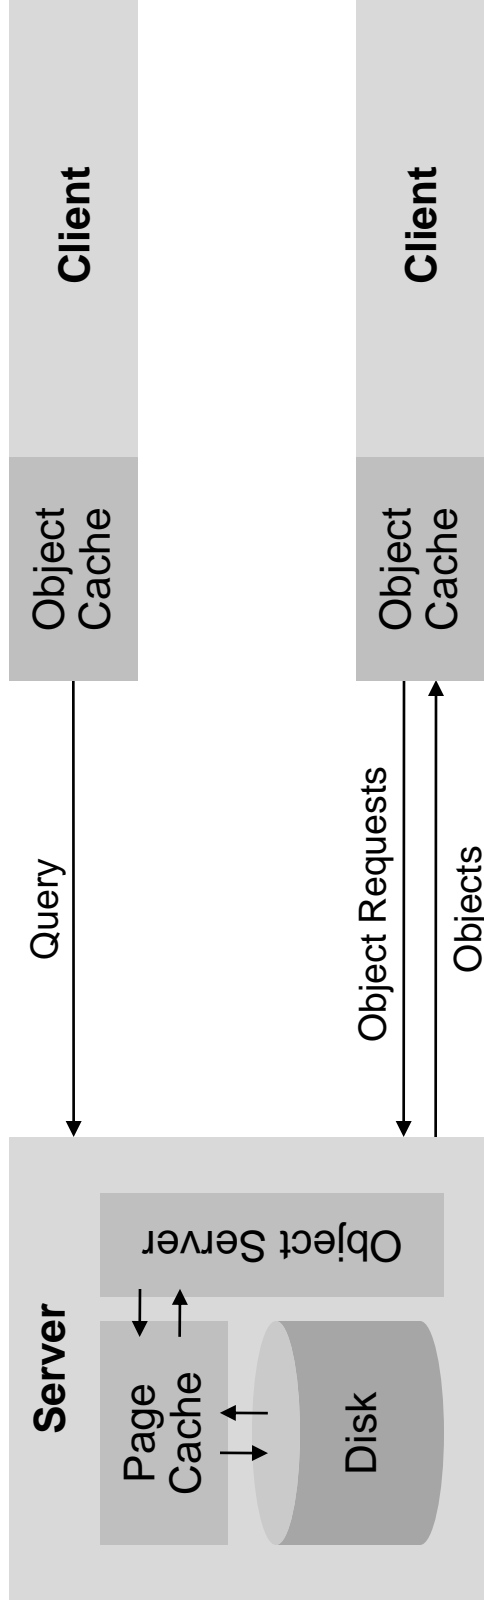 Server
Page
Cache
Disk
Object Server
Query
Object Requests
Objects
Object
Cache
Client
Object
Cache
Client